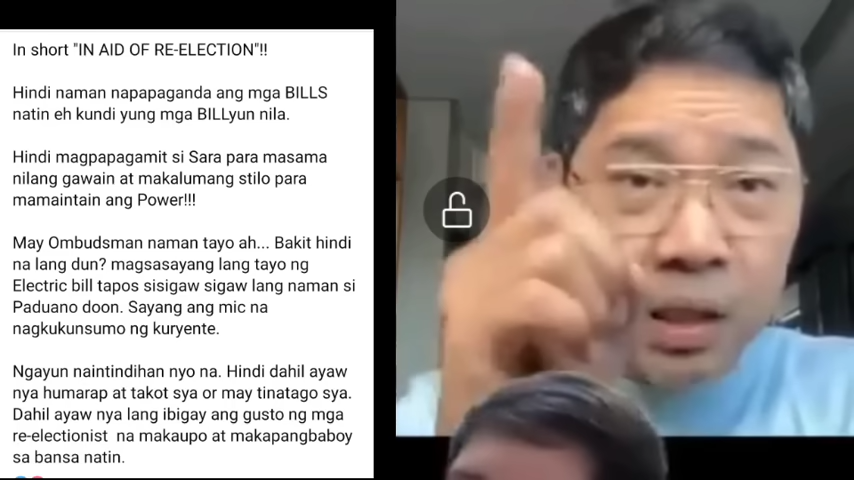 In short "IN AID OF RE-ELECTION"!!
Hindi naman napapaganda ang mga BILLS
natin eh kundi yung mga BILLyun nila.
Hindi magpapagamit si Sara para masama
nilang gawain at makalumang stilo para
mamaintain ang Power!!!
May Ombudsman naman tayo ah... Bakit hindi
na lang dun? magsasayang lang tayo ng
Electric bill tapos sisigaw sigaw lang naman si
Paduano doon. Sayang ang mic na
nagkukunsumo ng kuryente.
Ngayun naintindihan nyo na. Hindi dahil ayaw
nya humarap at takot sya or may tinatago sya.
Dahil ayaw nya lang ibigay ang gusto ng mga
re-electionist na makaupo at makapangbaboy
sa bansa natin.